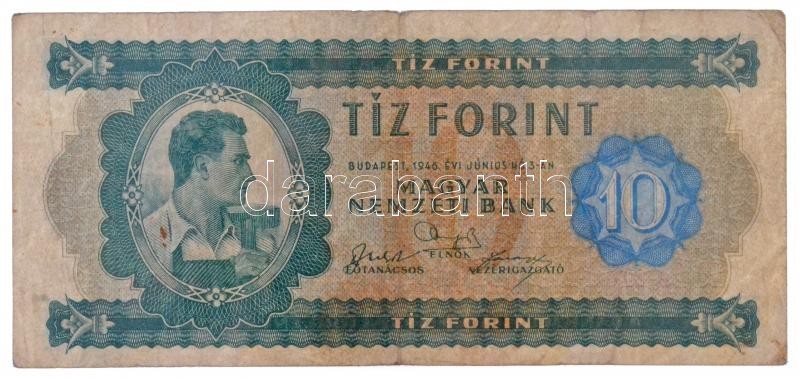 TÍZ FORINT
TÍZ FORINT
BUDAPEST, 1946. ÉVI JÚNIUS HÓ 3-ÁN
MAGYAR
NEMZETI BANK
10
darabanth
ELNÖK
FŐTANÁCSOS
VEZÉRIGAZGATÓ
TÍZ FORINT